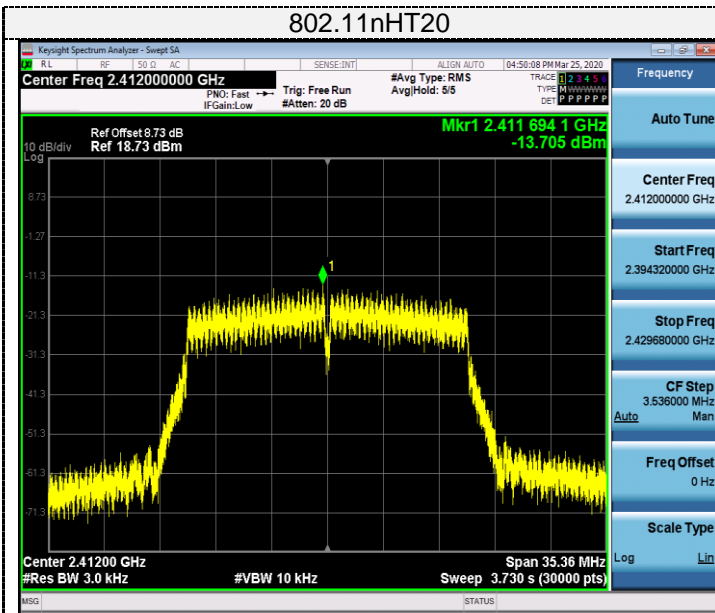 802.11nHT20
Keysight Spectrum Analyzer - Swept SA
LXI RL RF 50 Ω AC SENSE:INT ALIGN AUTO 04:50:08 PM Mar 25, 2020
Center Freq 2.412000000 GHz
PNO: Fast
IFGain:Low
Trig: Free Run
#Atten: 20 dB
#Avg Type: RMS
Avg|Hold: 5/5
TRACE 1 2 3 4 5 6
TYPE M WWWWW
DET P P P P P P
Mkr1 2.411 694 1 GHz
-13.705 dBm
Ref Offset 8.73 dB
10 dB/div Ref 18.73 dBm
Log
8.73
-1.27
-11.3
-21.3
-31.3
-41.3
-51.3
-61.3
-71.3
1
Center 2.41200 GHz Span 35.36 MHz
#Res BW 3.0 kHz #VBW 10 kHz Sweep 3.730 s (30000 pts)
MSG STATUS
Frequency
Auto Tune
Center Freq
2.412000000 GHz
Start Freq
2.394320000 GHz
Stop Freq
2.429680000 GHz
CF Step
3.536000 MHz
Auto Man
Freq Offset
0 Hz
Scale Type
Log Lin